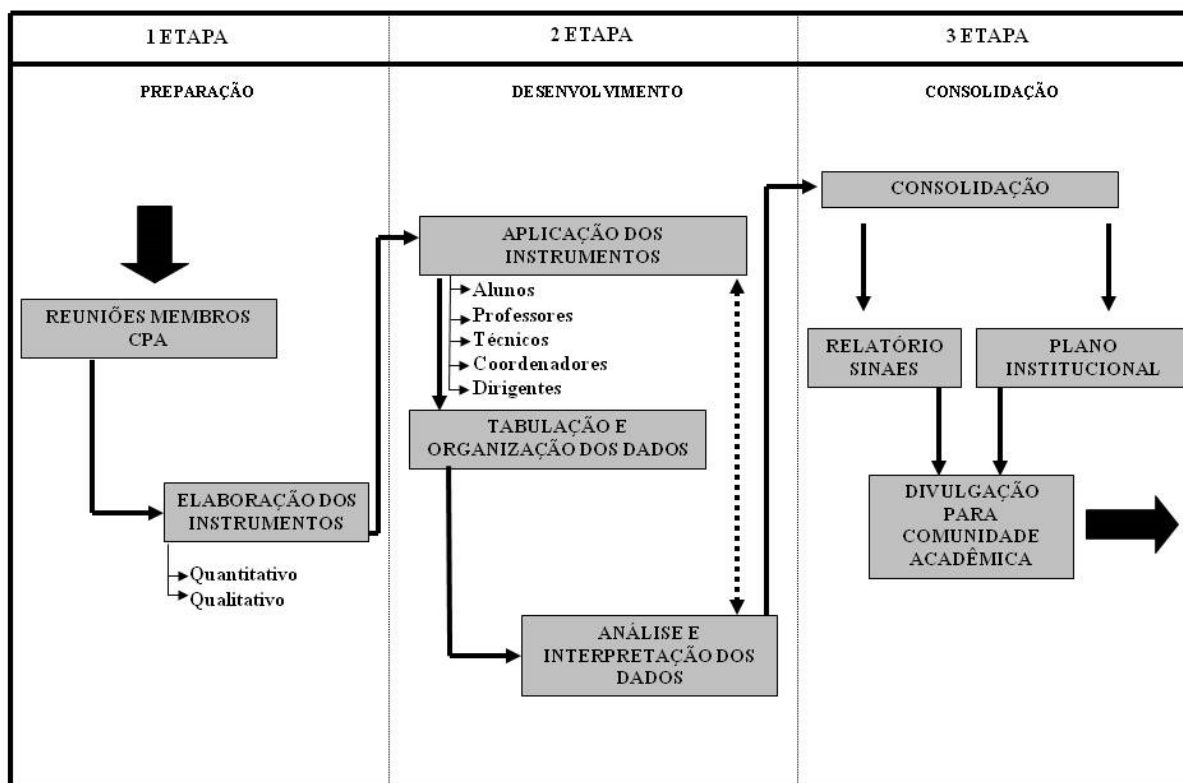 1 ETAPA
2 ETAPA
3 ETAPA
PREPARAÇÃO
DESENVOLVIMENTO
CONSOLIDAÇÃO
REUNIÕES MEMBROS
CPA
ELABORAÇÃO DOS
INSTRUMENTOS
Quantitativo
Qualitativo
APLICAÇÃO DOS
INSTRUMENTOS
Alunos
Professores
Técnicos
Coordenadores
Dirigentes
TABULAÇÃO E
ORGANIZAÇÃO DOS DADOS
ANÁLISE E
INTERPRETAÇÃO DOS
DADOS
CONSOLIDAÇÃO
RELATÓRIO
SINAES
PLANO
INSTITUCIONAL
DIVULGAÇÃO
PARA
COMUNIDADE
ACADÊMICA